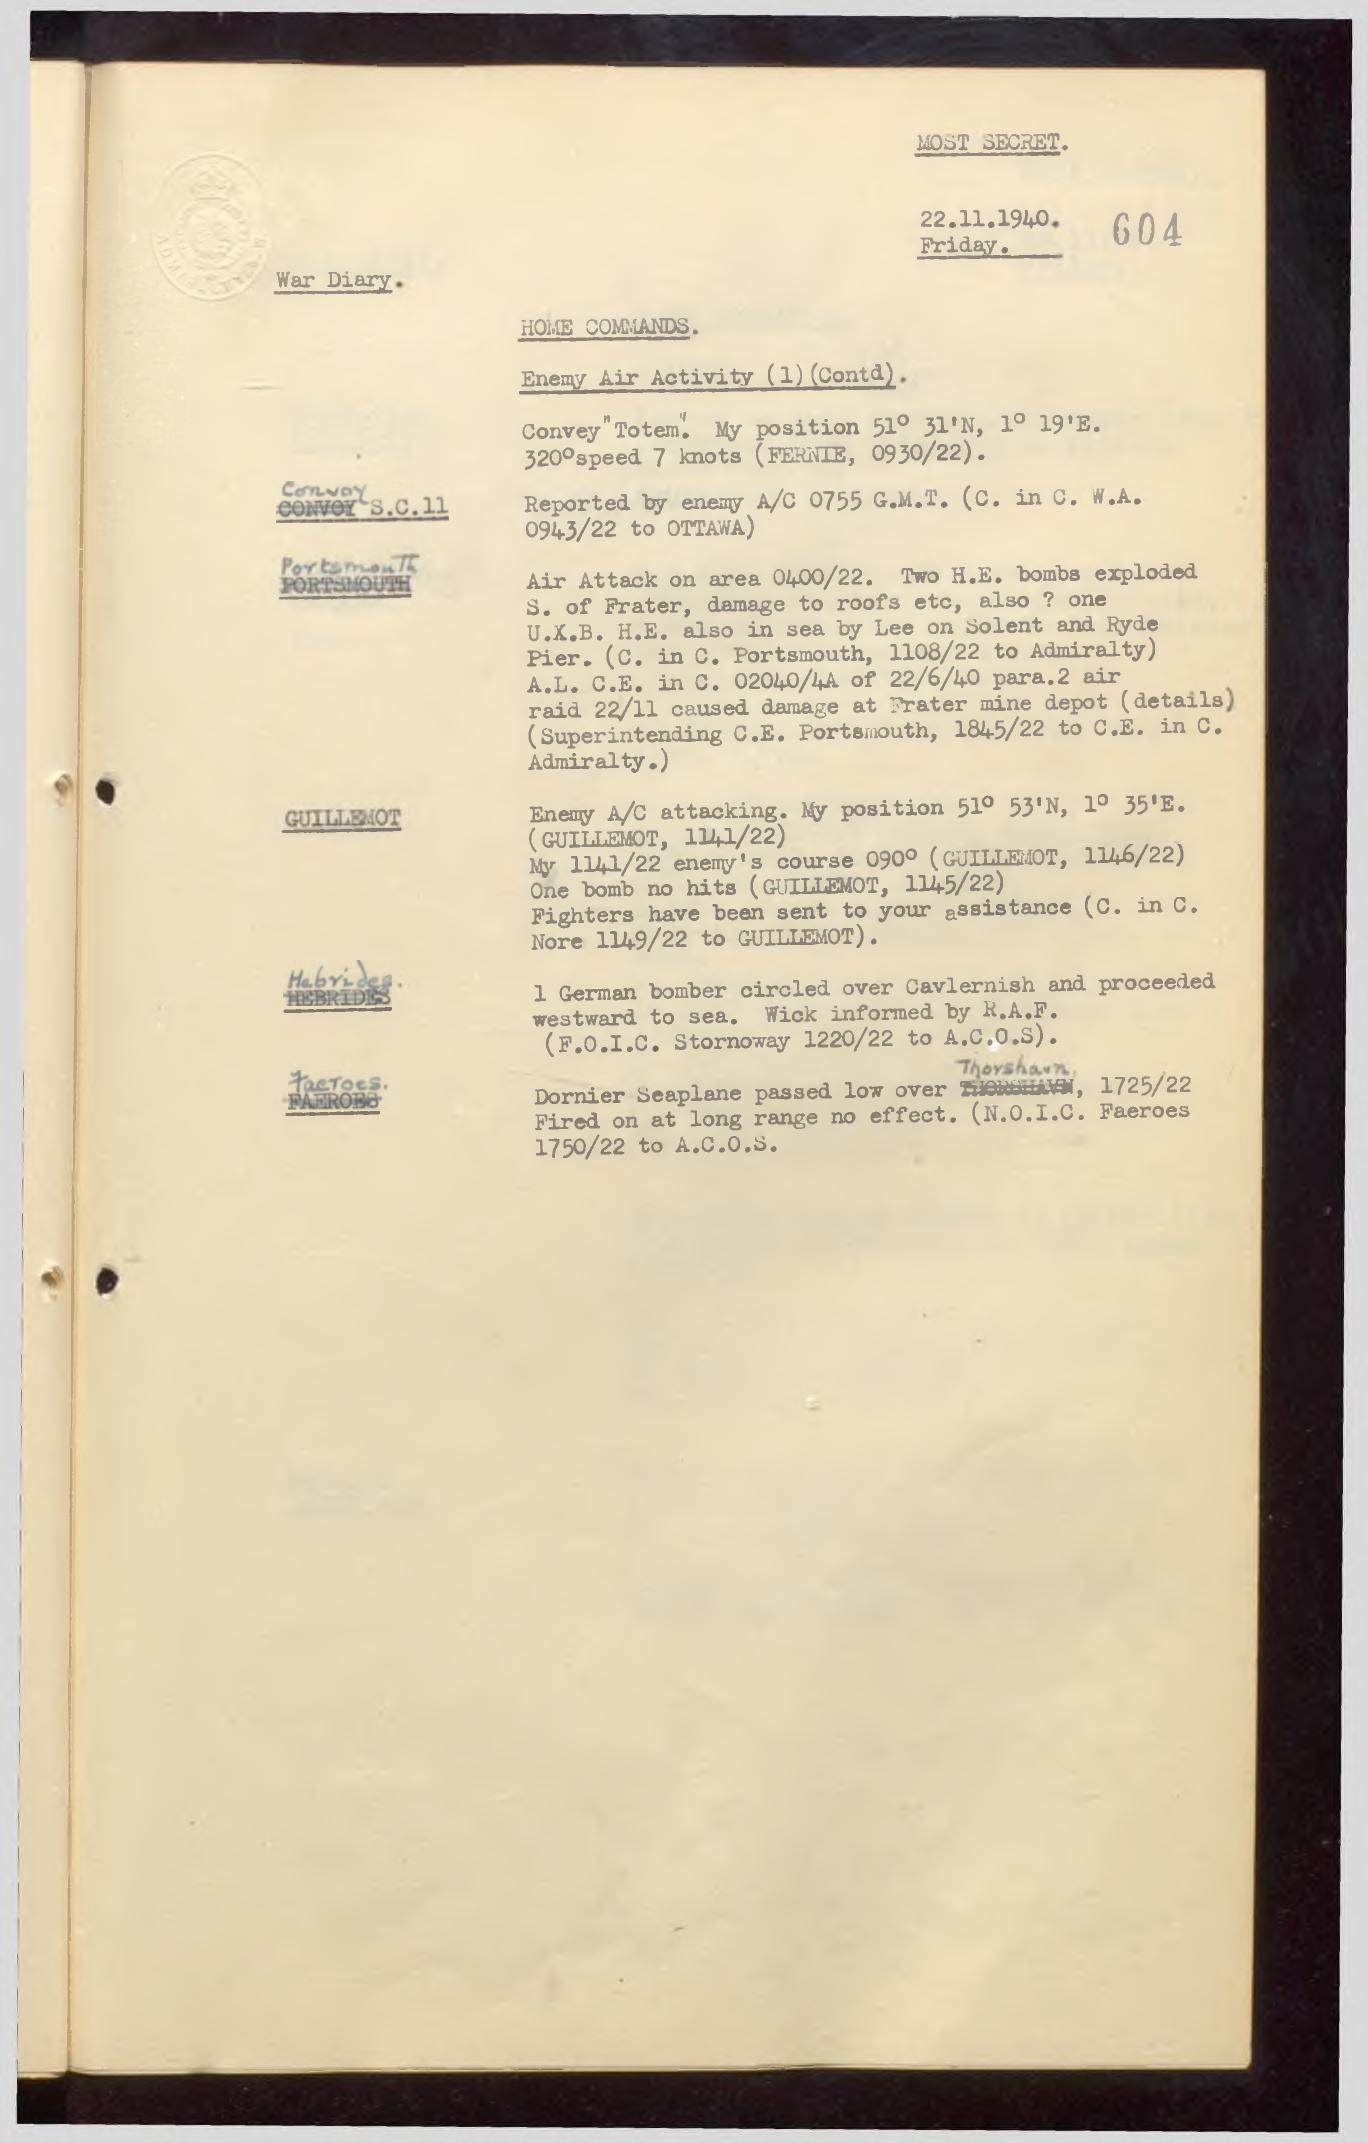 MOST SECRET.
22.11.1940.
604
Friday.
War Diary.
HOME COMMANDS.
Enemy Air Activity (1)(Contd).
Convey "Totem". My position 51° 31'N, 1° 19'E.
320° speed 7 knots (FERNIE, 0930/22).
Convoy
CONVOY S.C.11
Reported by enemy A/C 0755 G.M.T. (C. in C. W.A.
0943/22 to OTTAWA)
Portsmouth
PORTSMOUTH
Air Attack on area 0400/22. Two H.E. bombs exploded
S. of Frater, damage to roofs etc, also ? one
U.X.B. H.E. also in sea by Lee on Solent and Ryde
Pier. (C. in C. Portsmouth, 1108/22 to Admiralty)
A.L. C.E. in C. 02040/4A of 22/6/40 para.2 air
raid 22/11 caused damage at Frater mine depot (details)
(Superintending C.E. Portsmouth, 1845/22 to C.E. in C.
Admiralty.)
GUILLEMOT
Enemy A/C attacking. My position 51° 53'N, 1° 35'E.
(GUILLEMOT, 1141/22)
My 1141/22 enemy's course 090° (GUILLEMOT, 1146/22)
One bomb no hits (GUILLEMOT, 1145/22)
Fighters have been sent to your assistance (C. in C.
Nore 1149/22 to GUILLEMOT).
Hebrides.
HEBRIDES
1 German bomber circled over Cavlernish and proceeded
westward to sea. Wick informed by R.A.F.
(F.O.I.C. Stornoway 1220/22 to A.C.O.S).
Faeroes.
FAEROES
Thorshavn,
Dornier Seaplane passed low over THORSHAVN, 1725/22
Fired on at long range no effect. (N.O.I.C. Faeroes
1750/22 to A.C.O.S.